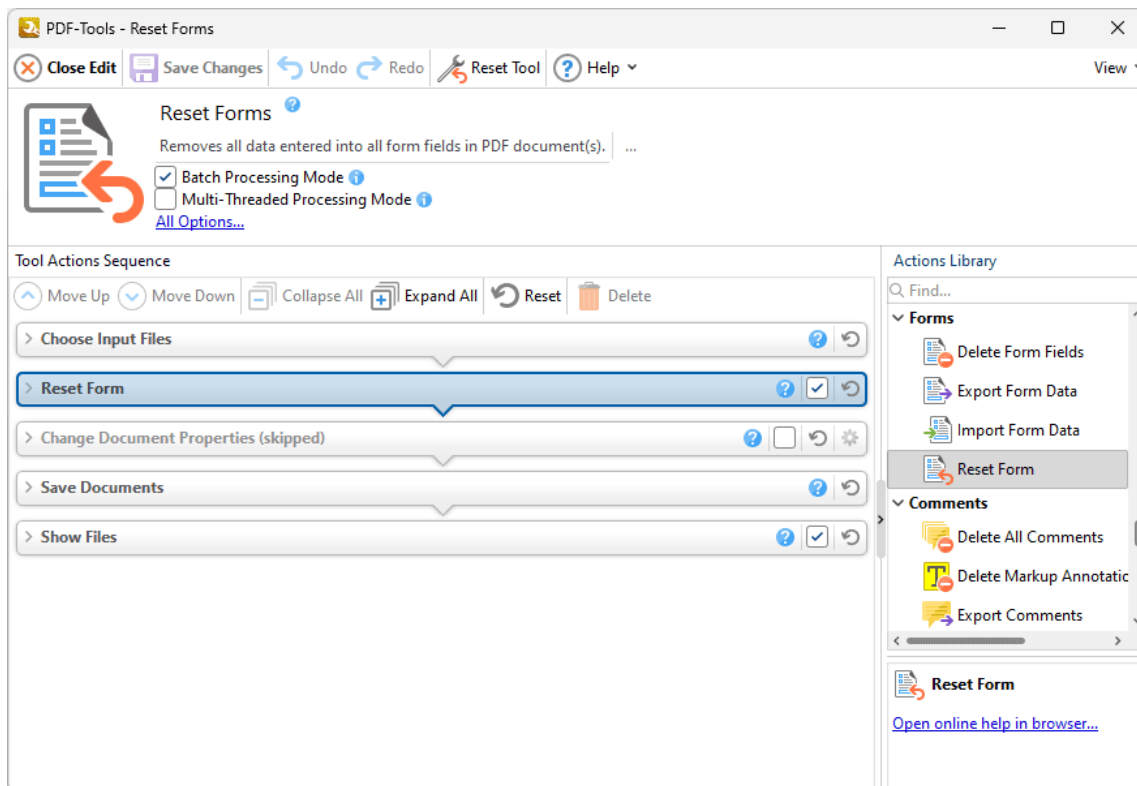 PDF-Tools - Reset Forms
Close Edit Save Changes Undo Redo Reset Tool ? Help View
Reset Forms ?
Removes all data entered into all form fields in PDF document(s). ...
Batch Processing Mode i
Multi-Threaded Processing Mode i
All Options...
Tool Actions Sequence
Move Up Move Down Collapse All Expand All Reset Delete
Choose Input Files ?
Reset Form ?
Change Document Properties (skipped) ?
Save Documents ?
Show Files ?
Actions Library
Find...
Forms
Delete Form Fields
Export Form Data
Import Form Data
Reset Form
Comments
Delete All Comments
T Delete Markup Annotatic
Export Comments
Reset Form
Open online help in browser...